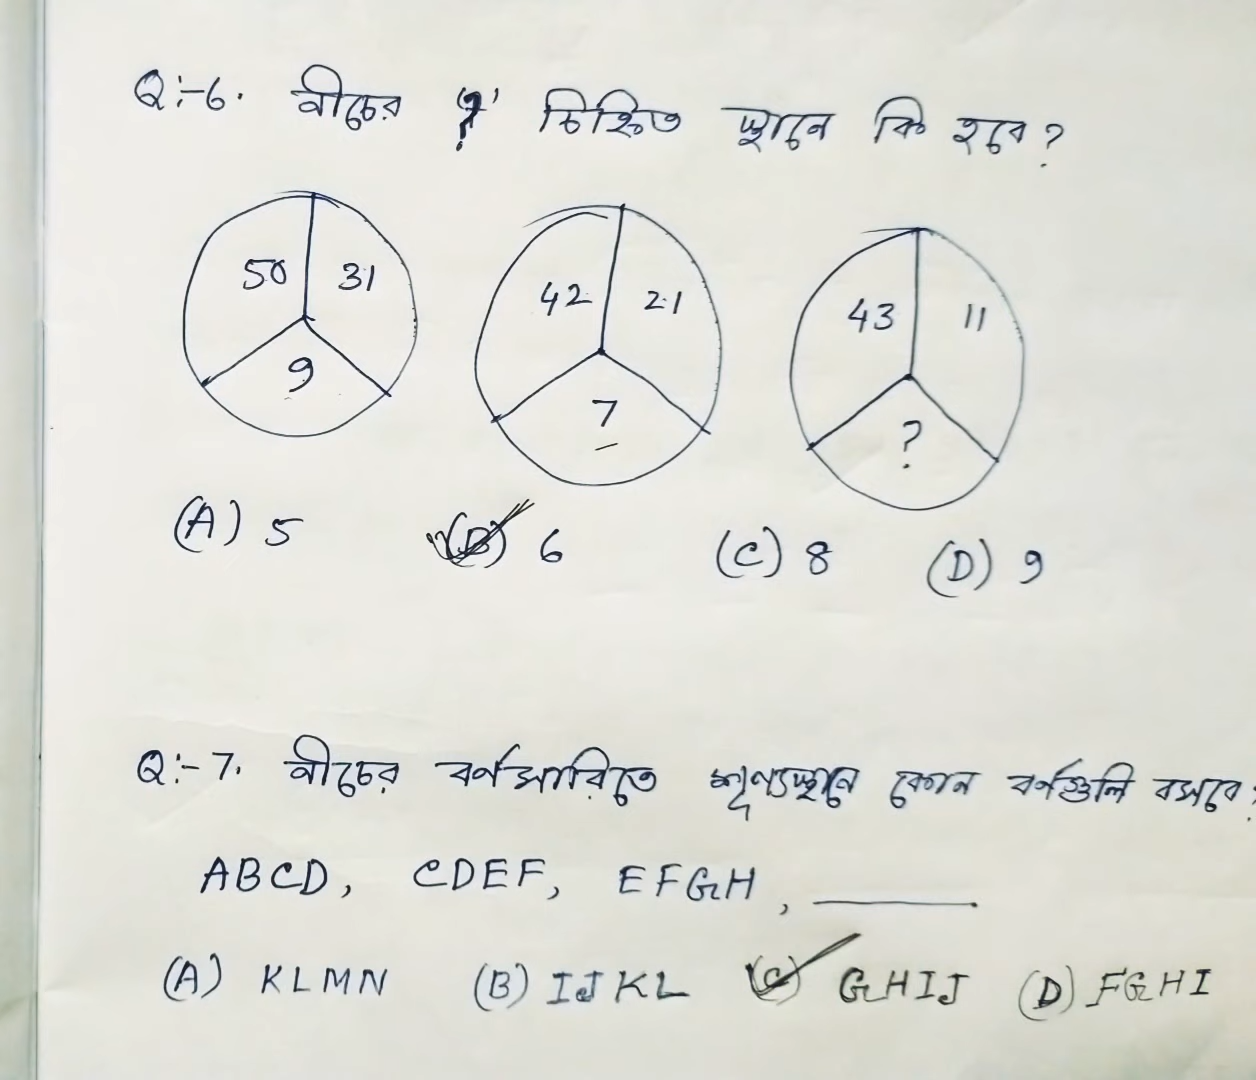 Q:-6. নীচের '?' চিহ্নিত স্থানে কি হবে?
50 31 42 21 43 11
9 7 ?
(A) 5 (B) 6 (C) 8 (D) 9
Q:-7. নীচের বর্ণসারিতে শূণ্যস্থানে কোন বর্ণগুলি বসবে?
ABCD, CDEF, EFGH, ______
(A) KLMN (B) IJKL (C) GHIJ (D) FGHI